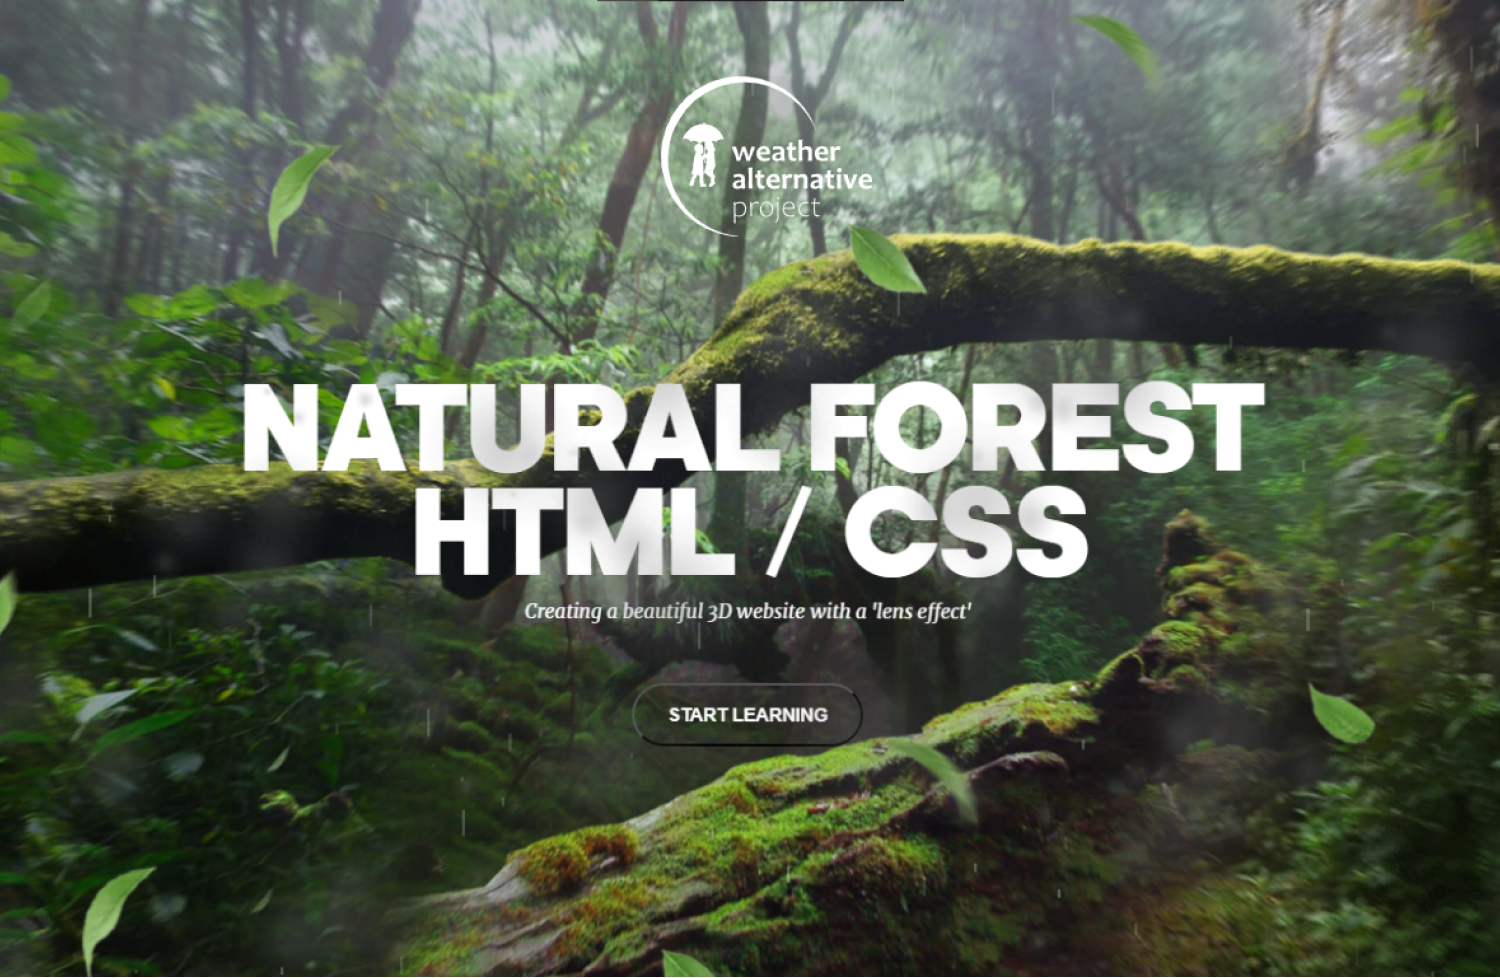 weather
alternative
project
NATURAL FOREST
HTML / CSS
Creating a beautiful 3D website with a 'lens effect'
START LEARNING